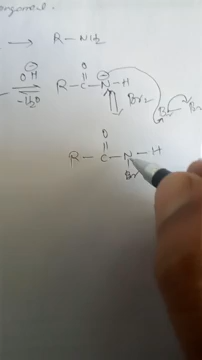 → R - NH₂
O
⊖
OH
⇌
-H₂O
R - C - N - H
⊖
Br₂
Br - Br
O
R - C - N - H
Br